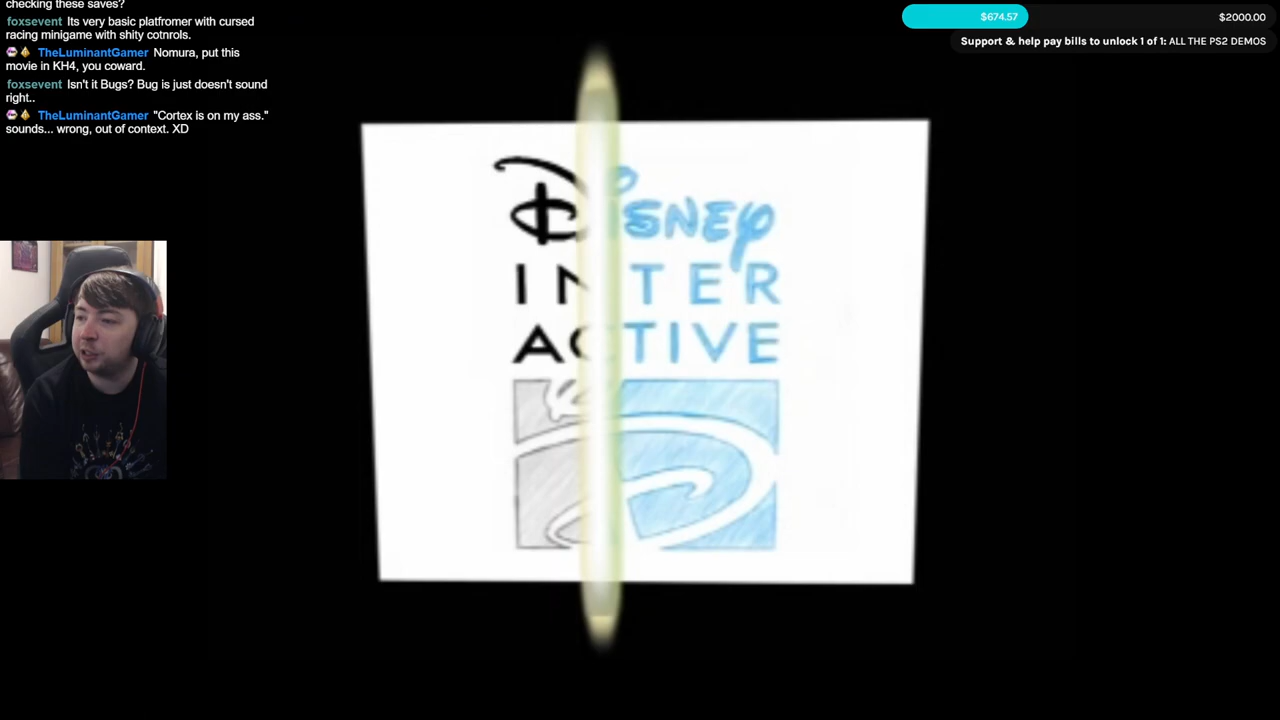 checking these saves?
foxsevent Its very basic platfromer with cursed
racing minigame with shity cotnrols.
TheLuminantGamer Nomura, put this
movie in KH4, you coward.
foxsevent Isn't it Bugs? Bug is just doesn't sound
right..
TheLuminantGamer "Cortex is on my ass."
sounds... wrong, out of context. XD
$674.57
$2000.00
Support & help pay bills to unlock 1 of 1: ALL THE PS2 DEMOS
DISNEY
INTER
ACTIVE